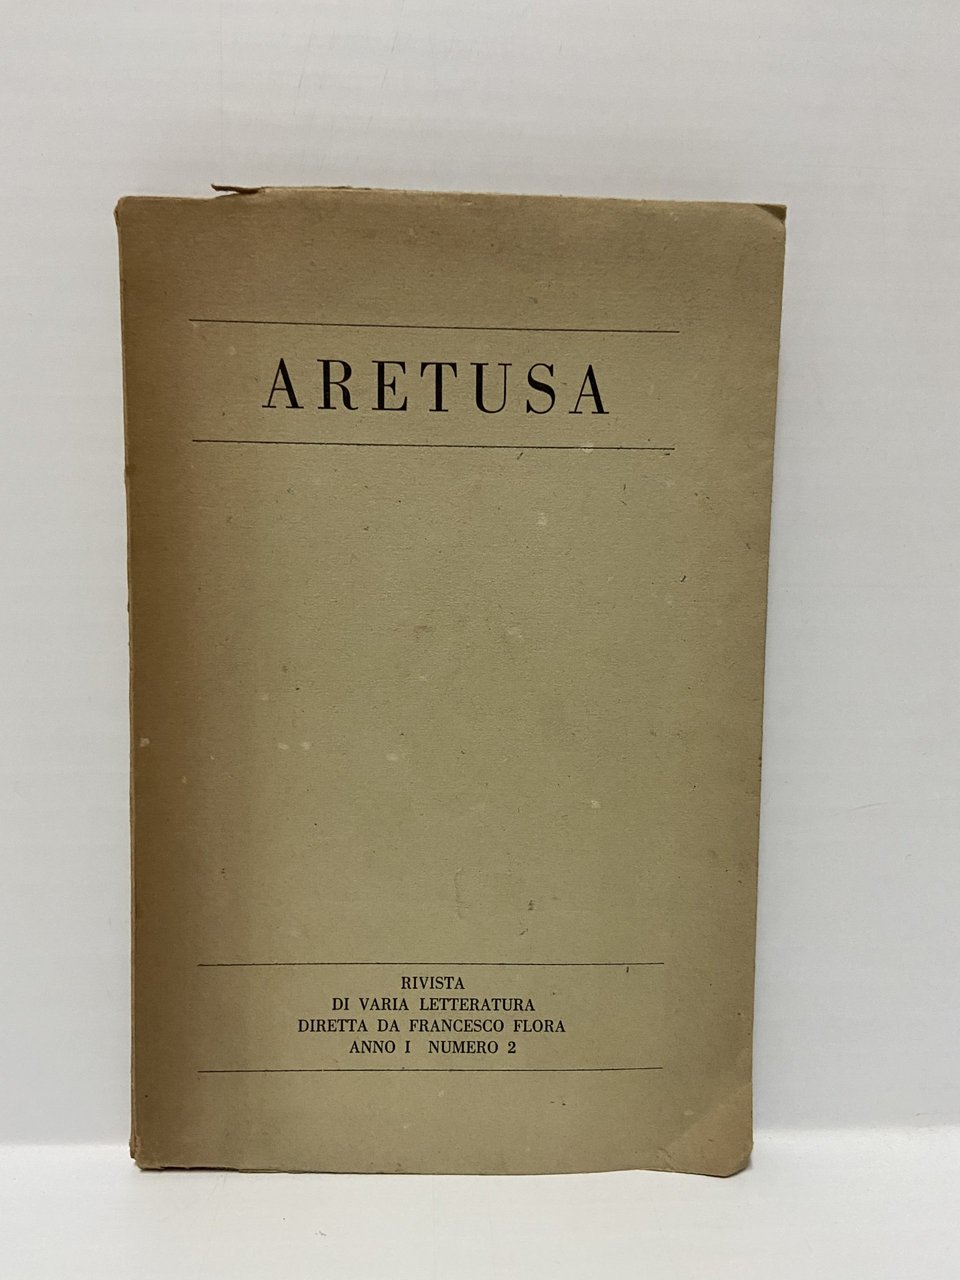 ARETUSA
RIVISTA
DI VARIA LETTERATURA
DIRETTA DA FRANCESCO FLORA
ANNO I NUMERO 2